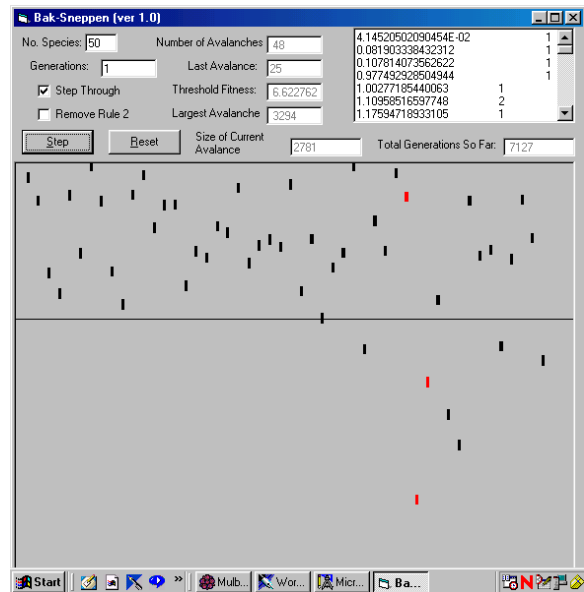 Bak-Sneppen (ver 1.0)
No. Species: 50 Number of Avalanches 48
Generations: 1 Last Avalance: 25
Step Through Threshold Fitness: 6.622762
Remove Rule 2 Largest Avalanche 3294
4.14520502090454E-02 1
0.081903338432312 1
0.107814073562622 1
0.977492928504944 1
1.00277185440063 1
1.10958516597748 2
1.17594718933105 1
Step Reset Size of Current Avalance 2781 Total Generations So Far: 7127
Start » Mulb... Wor... Micr... Ba... N